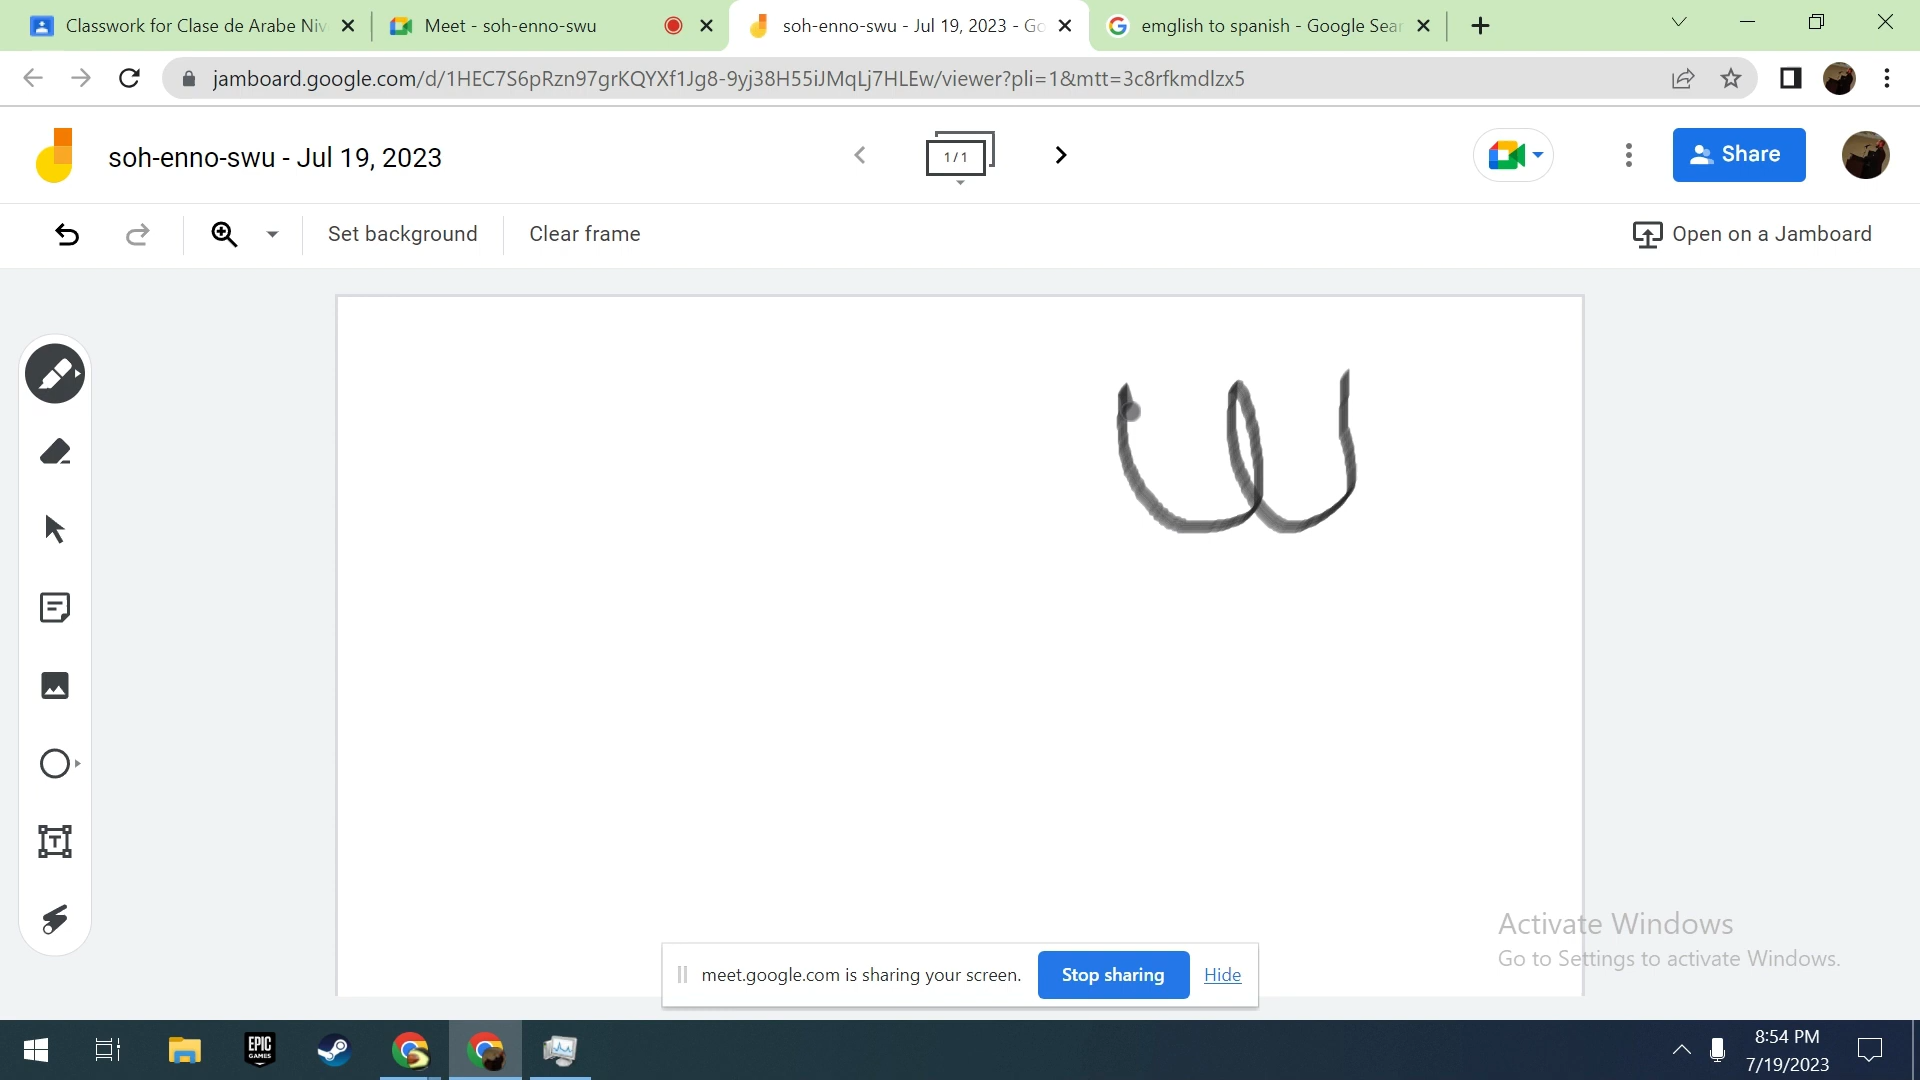 Classwork for Clase de Arabe Niv
Meet - soh-enno-swu
soh-enno-swu - Jul 19, 2023 - Go
emglish to spanish - Google Sear
jamboard.google.com/d/1HEC7S6pRzn97grKQYXf1Jg8-9yj38H55iJMqLj7HLEw/viewer?pli=1&mtt=3c8rfkmdlzx5
soh-enno-swu - Jul 19, 2023
1/1
Share
Set background
Clear frame
Open on a Jamboard
Activate Windows
Go to Settings to activate Windows.
meet.google.com is sharing your screen.
Stop sharing
Hide
EPIC
GAMES
8:54 PM
7/19/2023